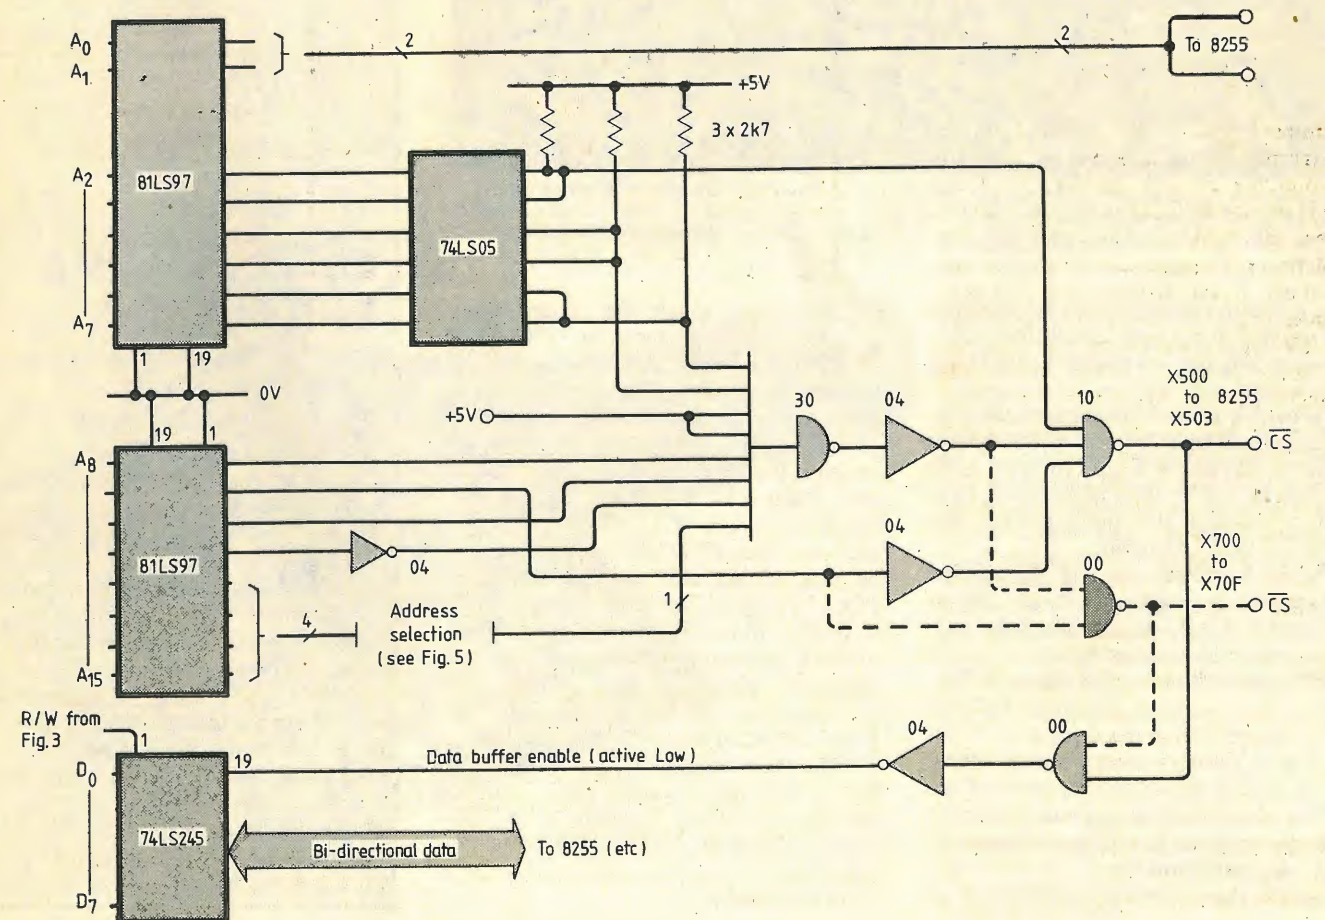 A0
A1
2
2
To 8255
+5V
3 x 2k7
A2
81LS97
74LS05
A7
1
19
0V
+5V
19
1
30
04
10
X500
to 8255
X503
CS
A8
81LS97
04
04
00
X700
to
X70F
CS
4
Address
selection
(see Fig. 5)
1
A15
R/W from
Fig. 3
1
D0
19
Data buffer enable (active Low)
04
00
74LS245
Bi-directional data
To 8255 (etc)
D7